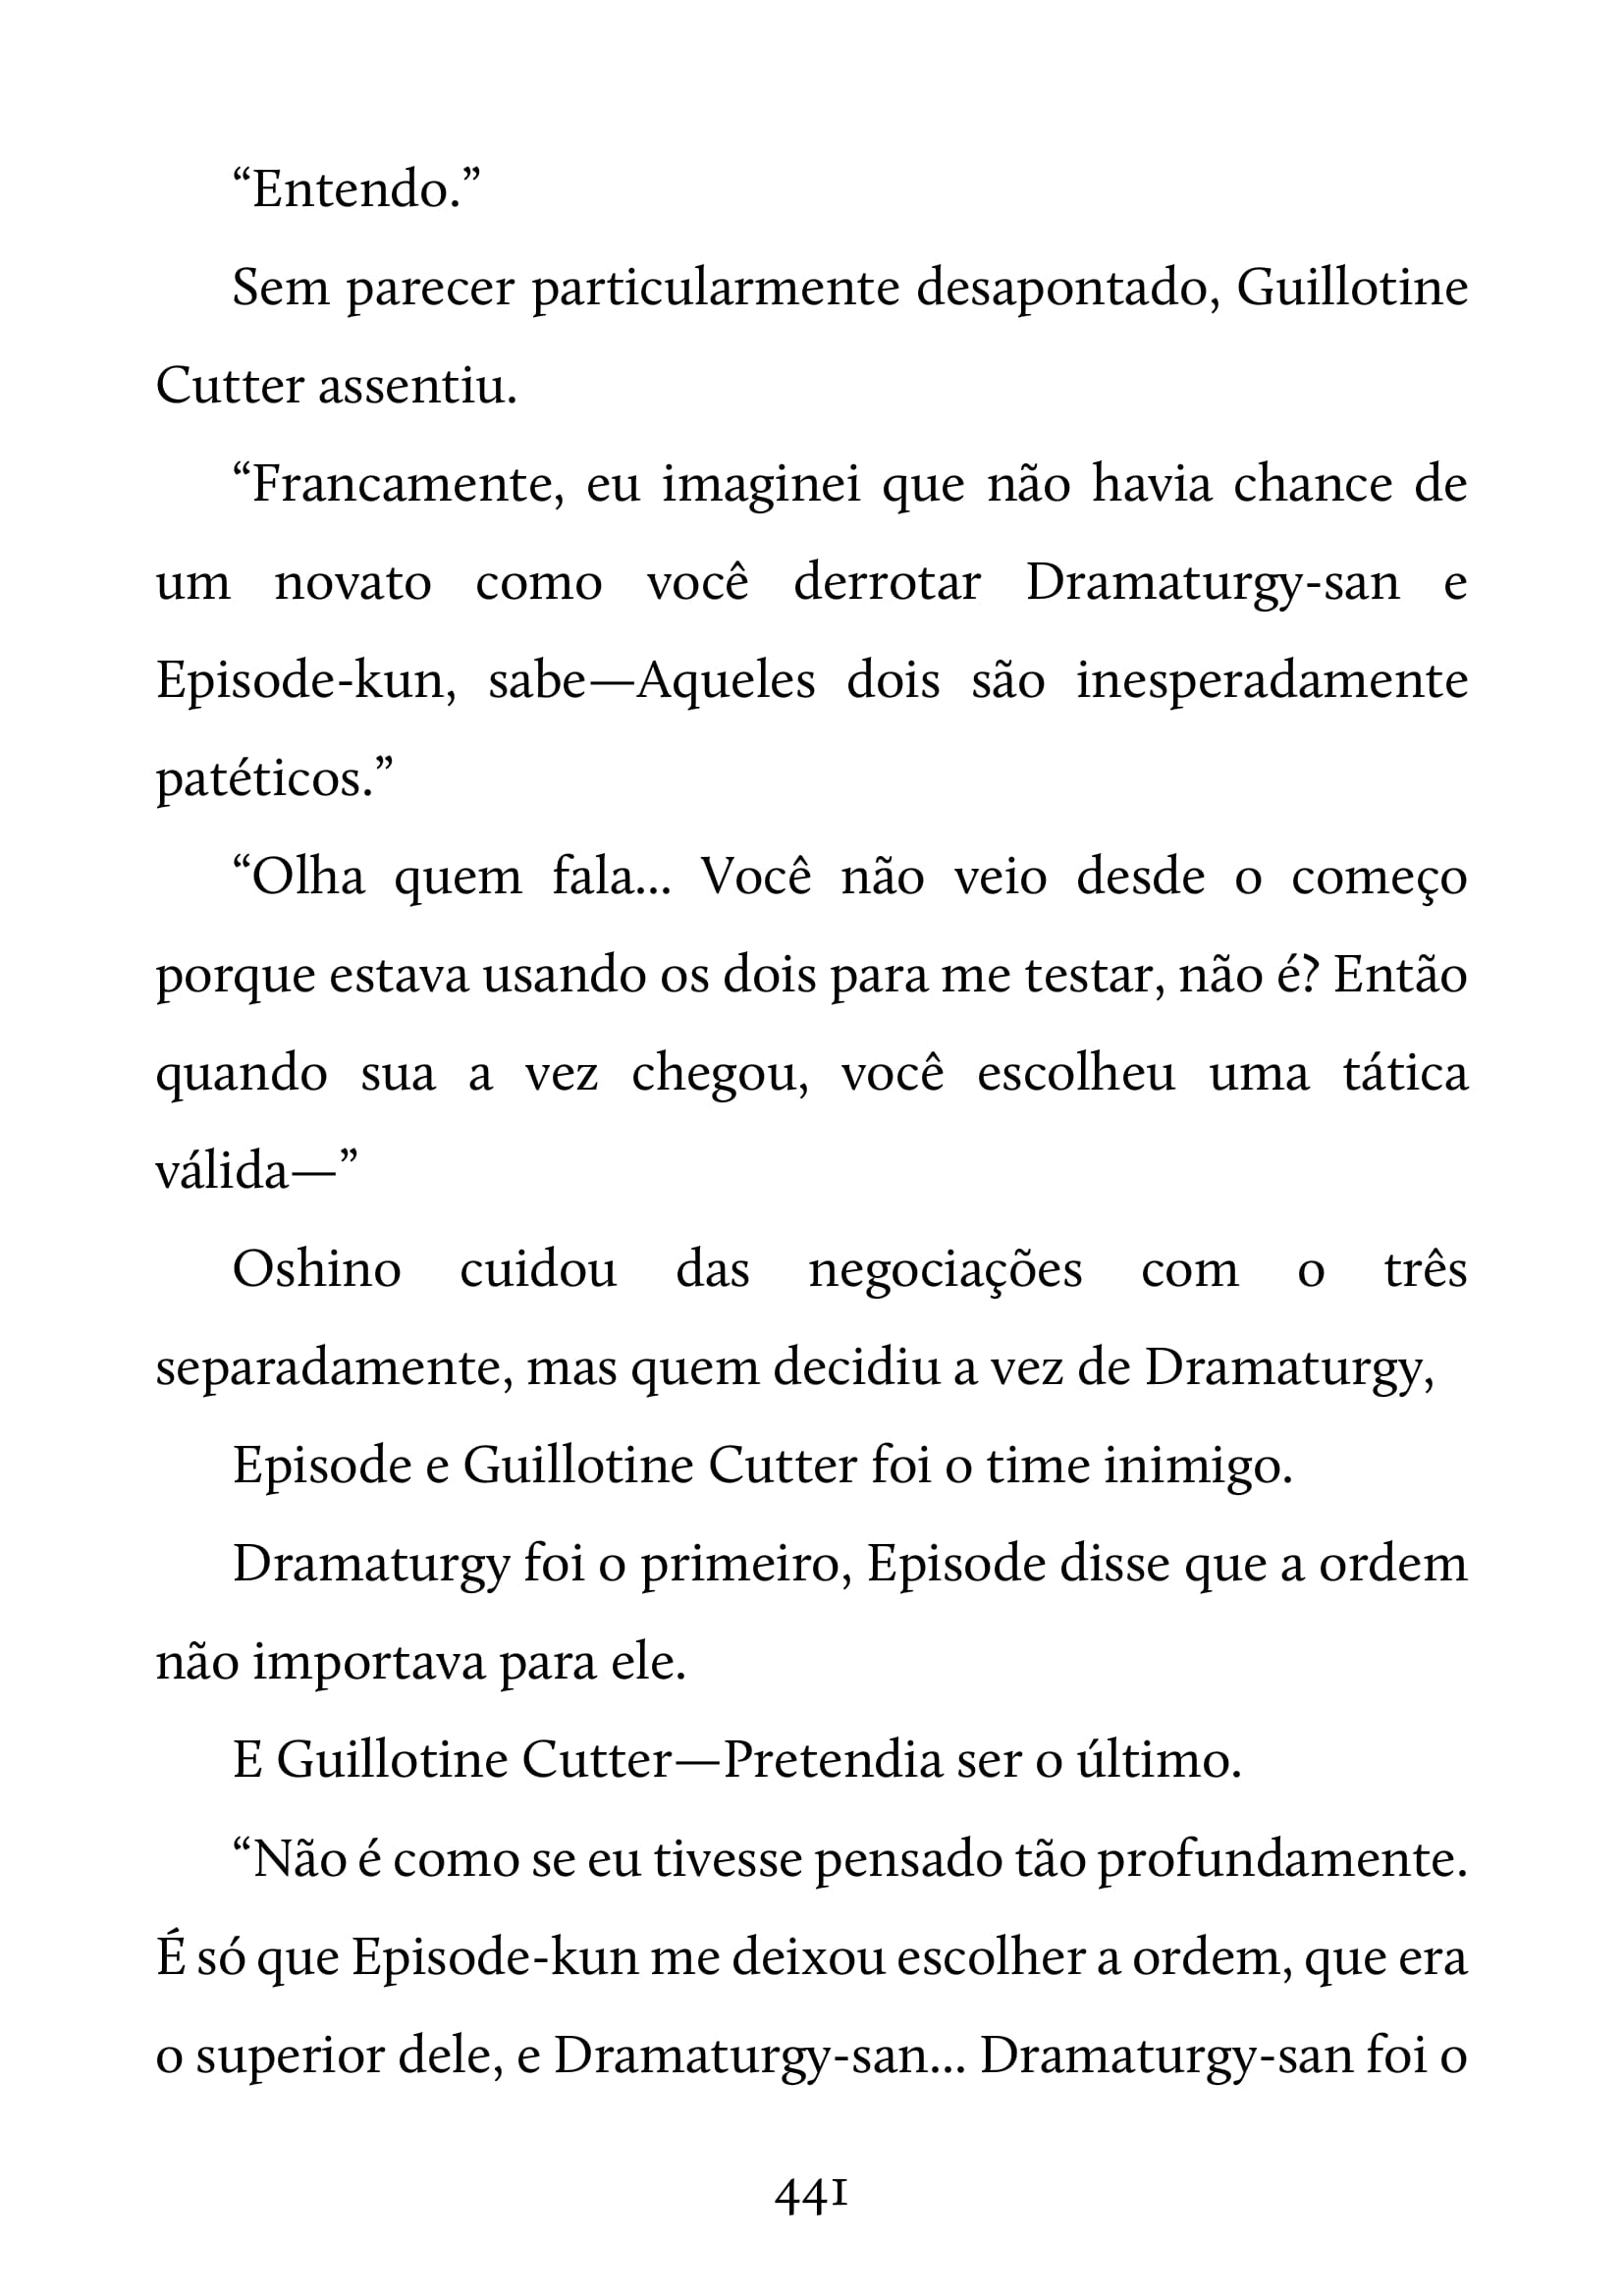 “Entendo.”
Sem parecer particularmente desapontado, Guillotine
Cutter assentiu.
“Francamente, eu imaginei que não havia chance de
um novato como você derrotar Dramaturgy-san e
Episode-kun, sabe—Aqueles dois são inesperadamente
patéticos.”
“Olha quem fala... Você não veio desde o começo
porque estava usando os dois para me testar, não é? Então
quando sua a vez chegou, você escolheu uma tática
válida—”
Oshino cuidou das negociações com o três
separadamente, mas quem decidiu a vez de Dramaturgy,
Episode e Guillotine Cutter foi o time inimigo.
Dramaturgy foi o primeiro, Episode disse que a ordem
não importava para ele.
E Guillotine Cutter—Pretendia ser o último.
“Não é como se eu tivesse pensado tão profundamente.
É só que Episode-kun me deixou escolher a ordem, que era
o superior dele, e Dramaturgy-san... Dramaturgy-san foi o
441